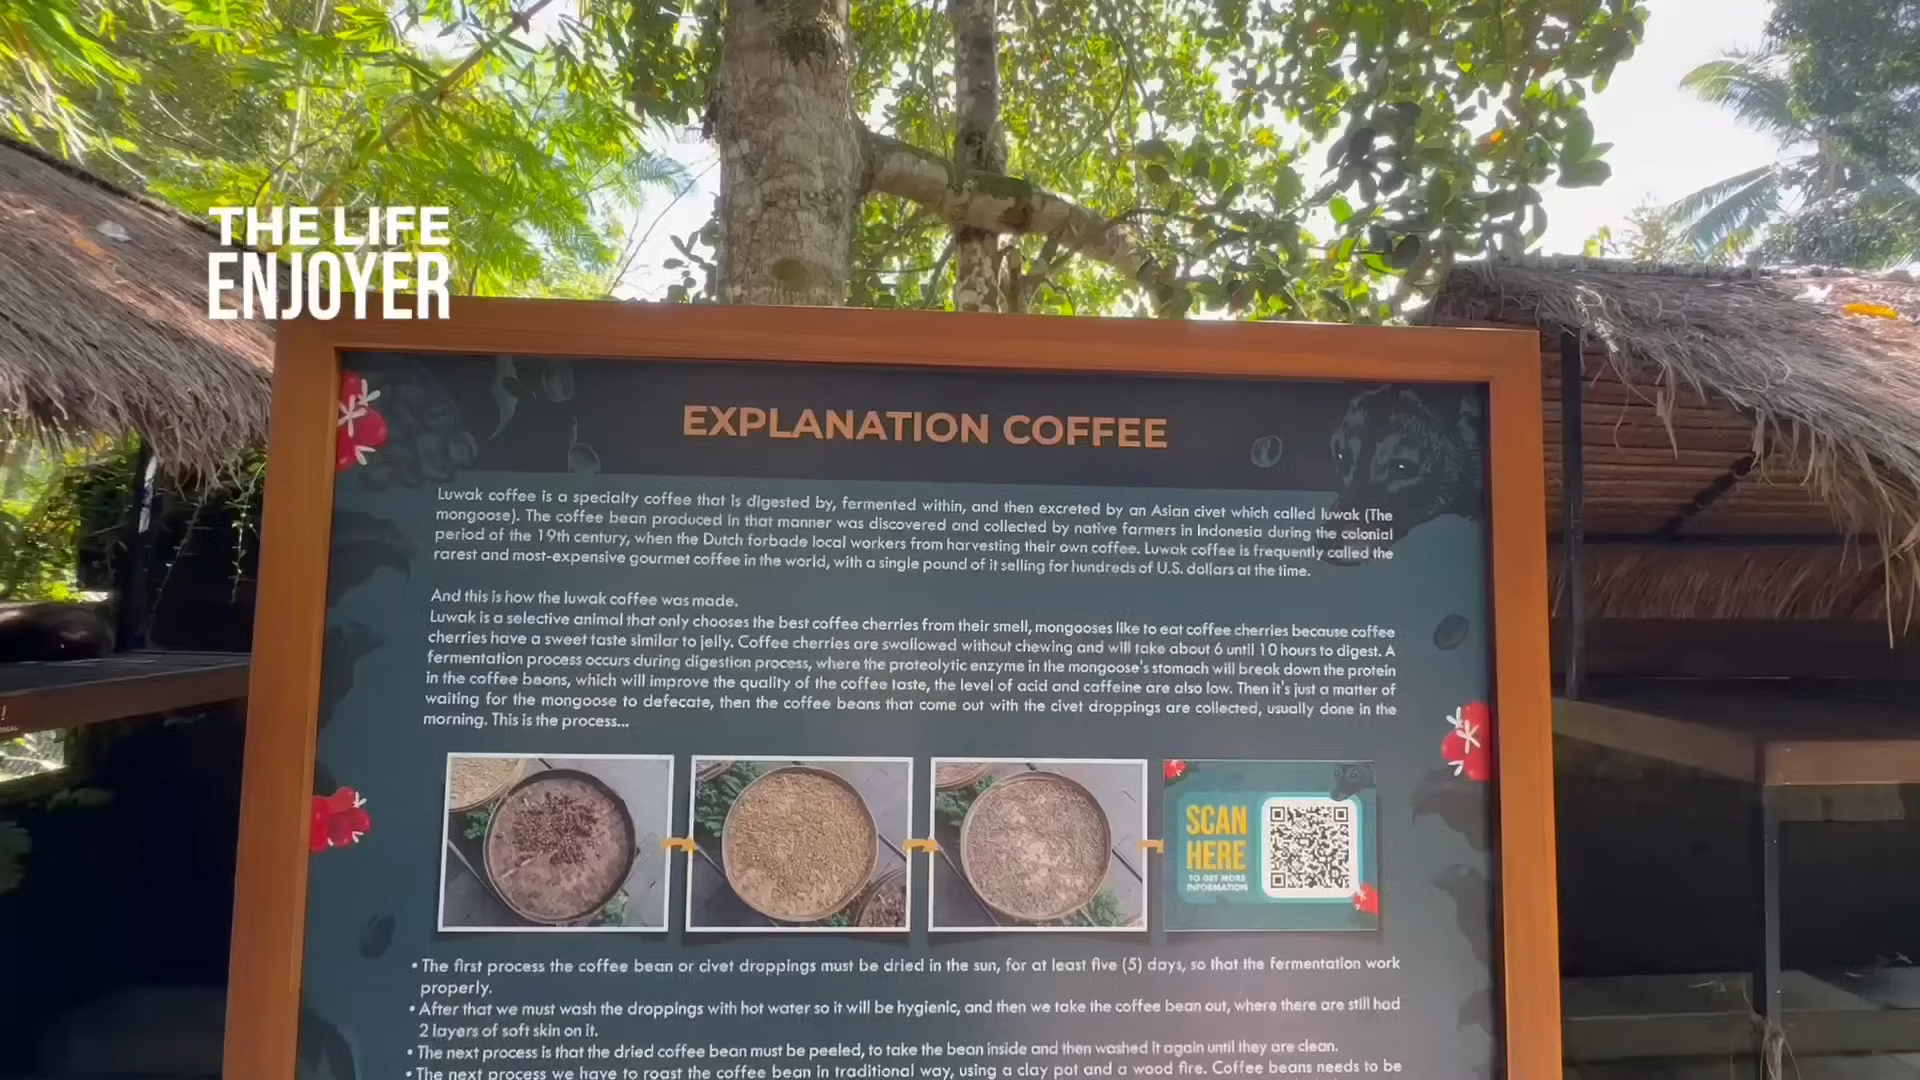 THE LIFE
ENJOYER
EXPLANATION COFFEE
Luwak coffee is a specialty coffee that is digested by, fermented within, and then excreted by an Asian civet which called luwak (The
mongoose). The coffee bean produced in that manner was discovered and collected by native farmers in Indonesia during the colonial
period of the 19th century, when the Dutch forbade local workers from harvesting their own coffee. Luwak coffee is frequently called the
rarest and most-expensive gourmet coffee in the world, with a single pound of it selling for hundreds of U.S. dollars at the time.
And this is how the luwak coffee was made.
Luwak is a selective animal that only chooses the best coffee cherries from their smell, mongooses like to eat coffee cherries because coffee
cherries have a sweet taste similar to jelly. Coffee cherries are swallowed without chewing and will take about 6 until 10 hours to digest. A
fermentation process occurs during digestion process, where the proteolytic enzyme in the mongoose's stomach will break down the protein
in the coffee beans, which will improve the quality of the coffee taste, the level of acid and caffeine are also low. Then it's just a matter of
waiting for the mongoose to defecate, then the coffee beans that come out with the civet droppings are collected, usually done in the
morning. This is the process...
SCAN
HERE
TO GET MORE
INFORMATION
• The first process the coffee bean or civet droppings must be dried in the sun, for at least five (5) days, so that the fermentation work
properly.
• After that we must wash the droppings with hot water so it will be hygienic, and then we take the coffee bean out, where there are still had
2 layers of soft skin on it.
• The next process is that the dried coffee bean must be peeled, to take the bean inside and then washed it again until they are clean.
• The next process we have to roast the coffee bean in traditional way, using a clay pot and a wood fire. Coffee beans needs to be